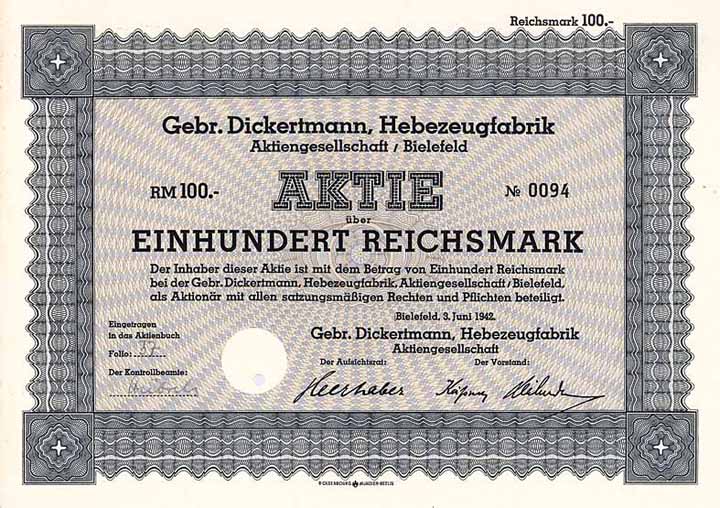 Reichsmark 100.-
Gebr. Dickertmann, Hebezeugfabrik
Aktiengesellschaft / Bielefeld
RM 100.- AKTIE № 0094
über
EINHUNDERT REICHSMARK
Der Inhaber dieser Aktie ist mit dem Betrag von Einhundert Reichsmark
bei der Gebr. Dickertmann, Hebezeugfabrik, Aktiengesellschaft/Bielefeld,
als Aktionär mit allen satzungsmäßigen Rechten und Pflichten beteiligt.
Bielefeld, 3. Juni 1942.
Eingetragen
in das Aktienbuch
Folio:
Der Kontrollbeamte:
Gebr. Dickertmann, Hebezeugfabrik
Aktiengesellschaft
Der Aufsichtsrat: Der Vorstand:
Heerhaber